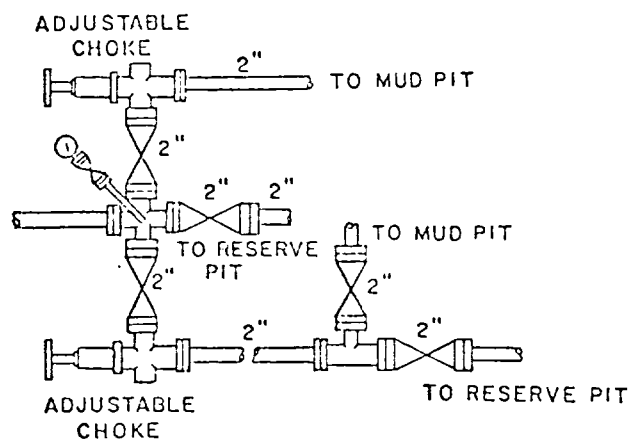 ADJUSTABLE
CHOKE
2"
TO MUD PIT
2"
2"
2"
TO RESERVE
PIT
TO MUD PIT
2"
2"
2"
2"
TO RESERVE PIT
ADJUSTABLE
CHOKE